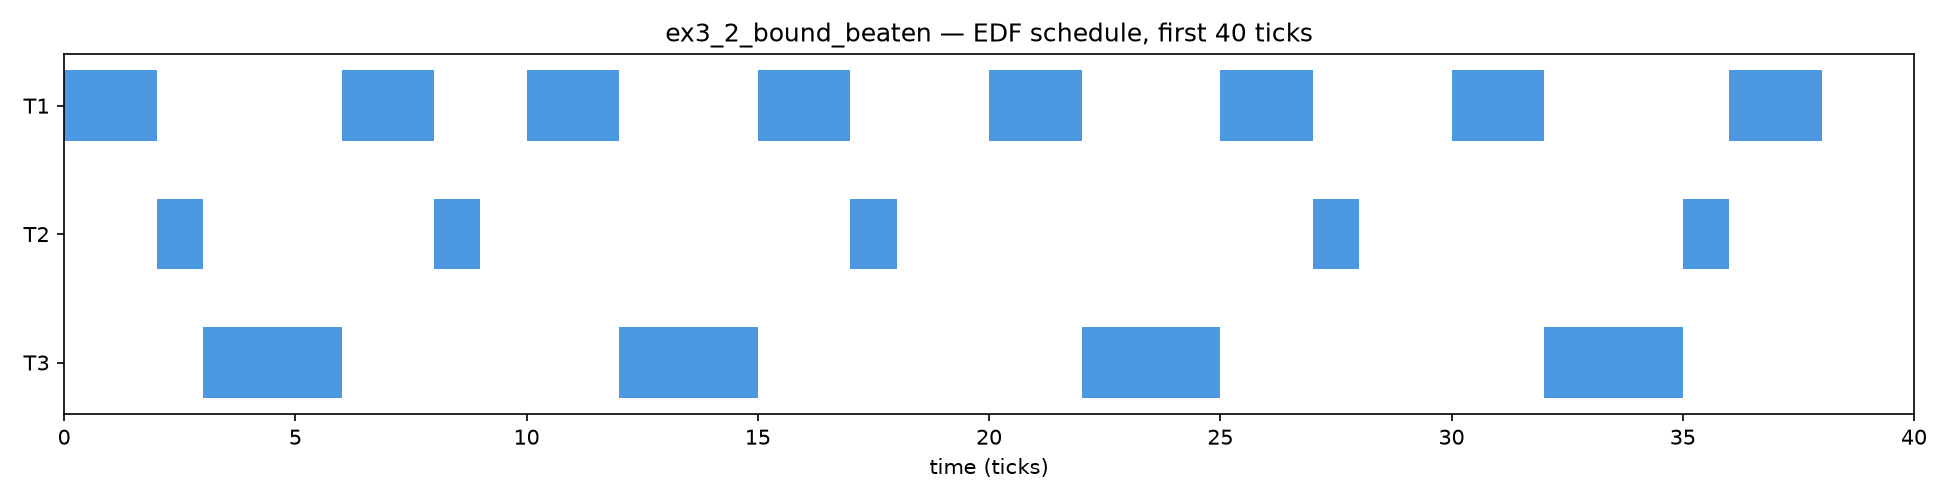 ex3_2_bound_beaten — EDF schedule, first 40 ticks
T1
T2
T3
0 5 10 15 20 25 30 35 40
time (ticks)